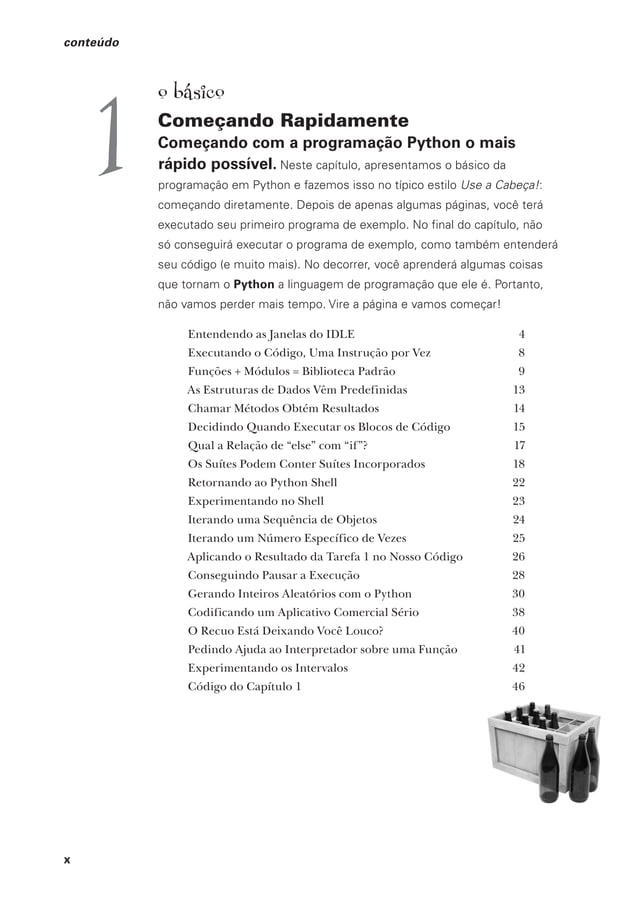 conteúdo
1
o básico
Começando Rapidamente
Começando com a programação Python o mais
rápido possível. Neste capítulo, apresentamos o básico da
programação em Python e fazemos isso no típico estilo Use a Cabeça!:
começando diretamente. Depois de apenas algumas páginas, você terá
executado seu primeiro programa de exemplo. No final do capítulo, não
só conseguirá executar o programa de exemplo, como também entenderá
seu código (e muito mais). No decorrer, você aprenderá algumas coisas
que tornam o Python a linguagem de programação que ele é. Portanto,
não vamos perder mais tempo. Vire a página e vamos começar!
Entendendo as Janelas do IDLE 4
Executando o Código, Uma Instrução por Vez 8
Funções + Módulos = Biblioteca Padrão 9
As Estruturas de Dados Vêm Predefinidas 13
Chamar Métodos Obtém Resultados 14
Decidindo Quando Executar os Blocos de Código 15
Qual a Relação de “else” com “if”? 17
Os Suítes Podem Conter Suítes Incorporados 18
Retornando ao Python Shell 22
Experimentando no Shell 23
Iterando uma Sequência de Objetos 24
Iterando um Número Específico de Vezes 25
Aplicando o Resultado da Tarefa 1 no Nosso Código 26
Conseguindo Pausar a Execução 28
Gerando Inteiros Aleatórios com o Python 30
Codificando um Aplicativo Comercial Sério 38
O Recuo Está Deixando Você Louco? 40
Pedindo Ajuda ao Interpretador sobre uma Função 41
Experimentando os Intervalos 42
Código do Capítulo 1 46
x